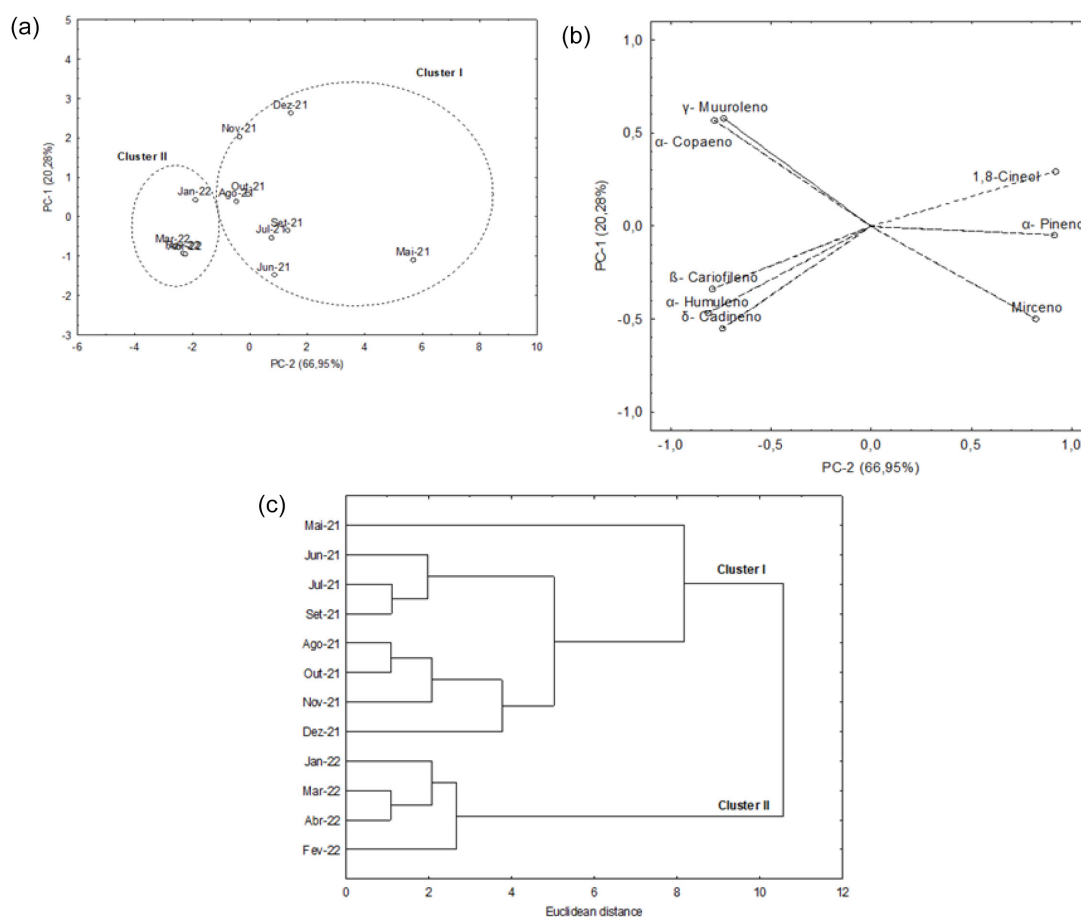 (a)
5
4
3
2
1
0
-1
-2
-3
PC-1 (20,28%)
Cluster I
Dez-21
Nov-21
Cluster II
Jan-22
Out-21
Ago-21
Set-21
Jul-21
Mar-22
Mai-21
Jun-21
-6 -4 -2 0 2 4 6 8 10
PC-2 (66,95%)
(b)
1,0
0,5
0,0
-0,5
-1,0
PC-1 (20,28%)
γ- Muuroleno
α- Copaeno
1,8-Cineol
α- Pineno
ß- Cariofileno
α- Humuleno
δ- Cadineno
Mirceno
-1,0 -0,5 0,0 0,5 1,0
PC-2 (66,95%)
(c)
Mai-21
Jun-21
Jul-21
Set-21
Ago-21
Out-21
Nov-21
Dez-21
Jan-22
Mar-22
Abr-22
Fev-22
Cluster I
Cluster II
0 2 4 6 8 10 12
Euclidean distance